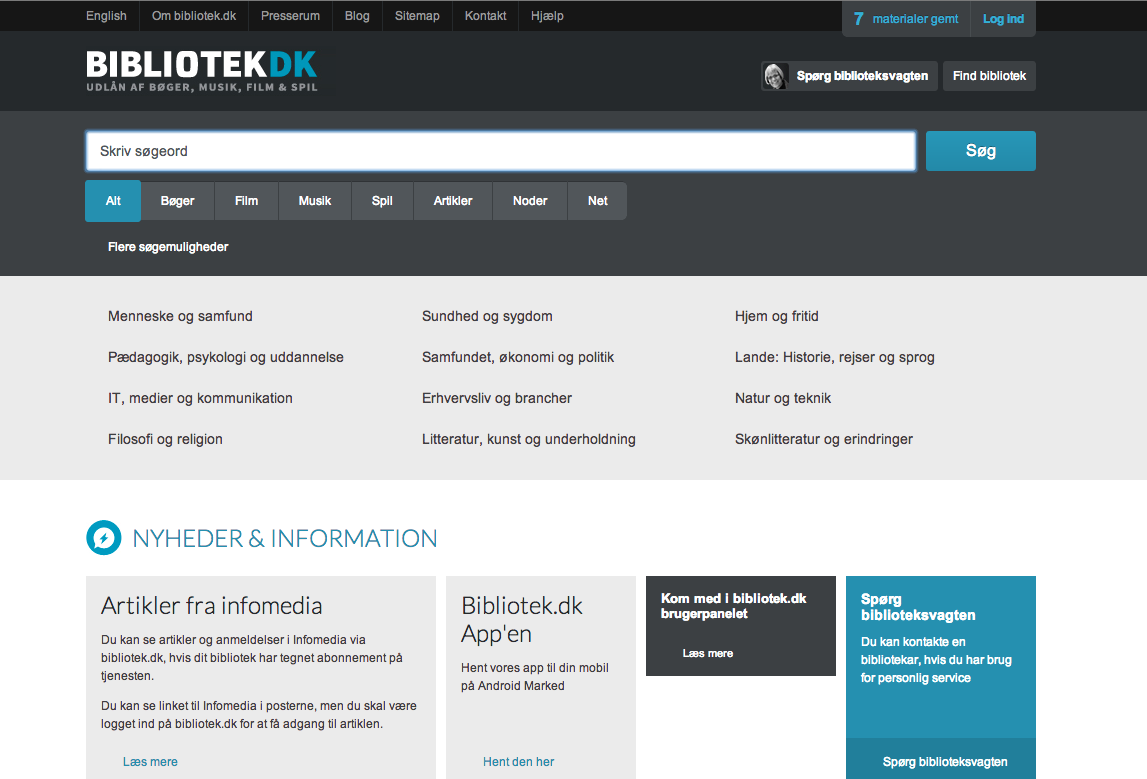 English Om bibliotek.dk Presserum Blog Sitemap Kontakt Hjælp
7 materialer gemt Log ind
BIBLIOTEKDK
UDLÅN AF BØGER, MUSIK, FILM & SPIL
Spørg biblioteksvagten Find bibliotek
Skriv søgeord Søg
Alt Bøger Film Musik Spil Artikler Noder Net
Flere søgemuligheder
Menneske og samfund Sundhed og sygdom Hjem og fritid
Pædagogik, psykologi og uddannelse Samfundet, økonomi og politik Lande: Historie, rejser og sprog
IT, medier og kommunikation Erhvervsliv og brancher Natur og teknik
Filosofi og religion Litteratur, kunst og underholdning Skønlitteratur og erindringer
NYHEDER & INFORMATION
Artikler fra infomedia
Du kan se artikler og anmeldelser i Infomedia via
bibliotek.dk, hvis dit bibliotek har tegnet abonnement på
tjenesten.
Du kan se linket til Infomedia i posterne, men du skal være
logget ind på bibliotek.dk for at få adgang til artiklen.
Læs mere
Bibliotek.dk
App'en
Hent vores app til din mobil
på Android Marked
Hent den her
Kom med i bibliotek.dk
brugerpanelet
Læs mere
Spørg
biblioteksvagten
Du kan kontakte en
bibliotekar, hvis du har brug
for personlig service
Spørg biblioteksvagten